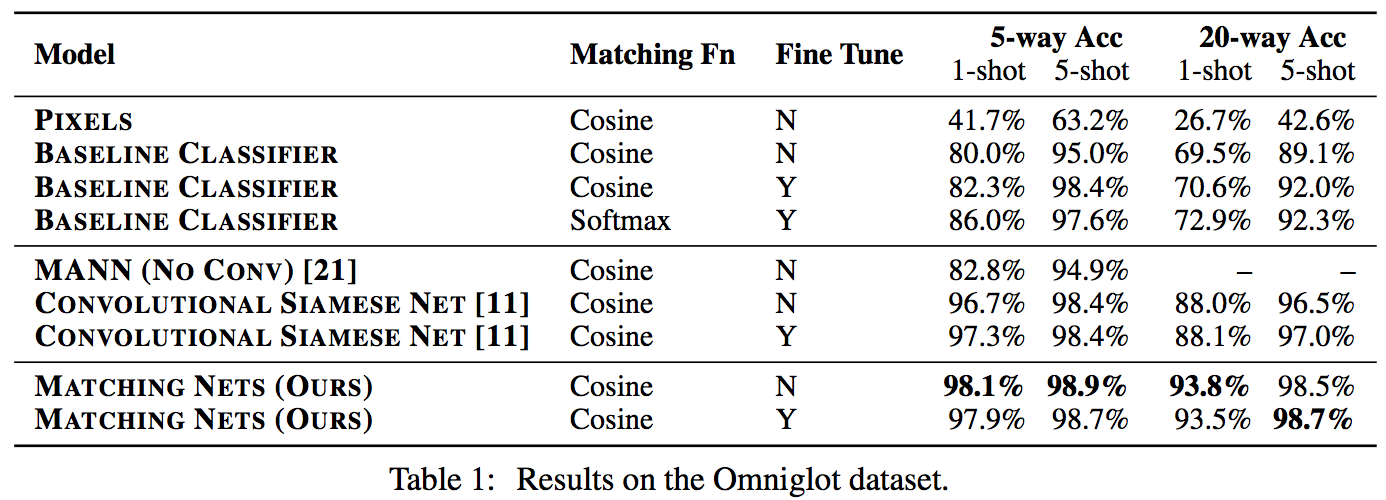 Model Matching Fn Fine Tune 5-way Acc 20-way Acc
1-shot 5-shot 1-shot 5-shot
PIXELS Cosine N 41.7% 63.2% 26.7% 42.6%
BASELINE CLASSIFIER Cosine N 80.0% 95.0% 69.5% 89.1%
BASELINE CLASSIFIER Cosine Y 82.3% 98.4% 70.6% 92.0%
BASELINE CLASSIFIER Softmax Y 86.0% 97.6% 72.9% 92.3%
MANN (NO CONV) [21] Cosine N 82.8% 94.9% – –
CONVOLUTIONAL SIAMESE NET [11] Cosine N 96.7% 98.4% 88.0% 96.5%
CONVOLUTIONAL SIAMESE NET [11] Cosine Y 97.3% 98.4% 88.1% 97.0%
MATCHING NETS (OURS) Cosine N 98.1% 98.9% 93.8% 98.5%
MATCHING NETS (OURS) Cosine Y 97.9% 98.7% 93.5% 98.7%
Table 1: Results on the Omniglot dataset.